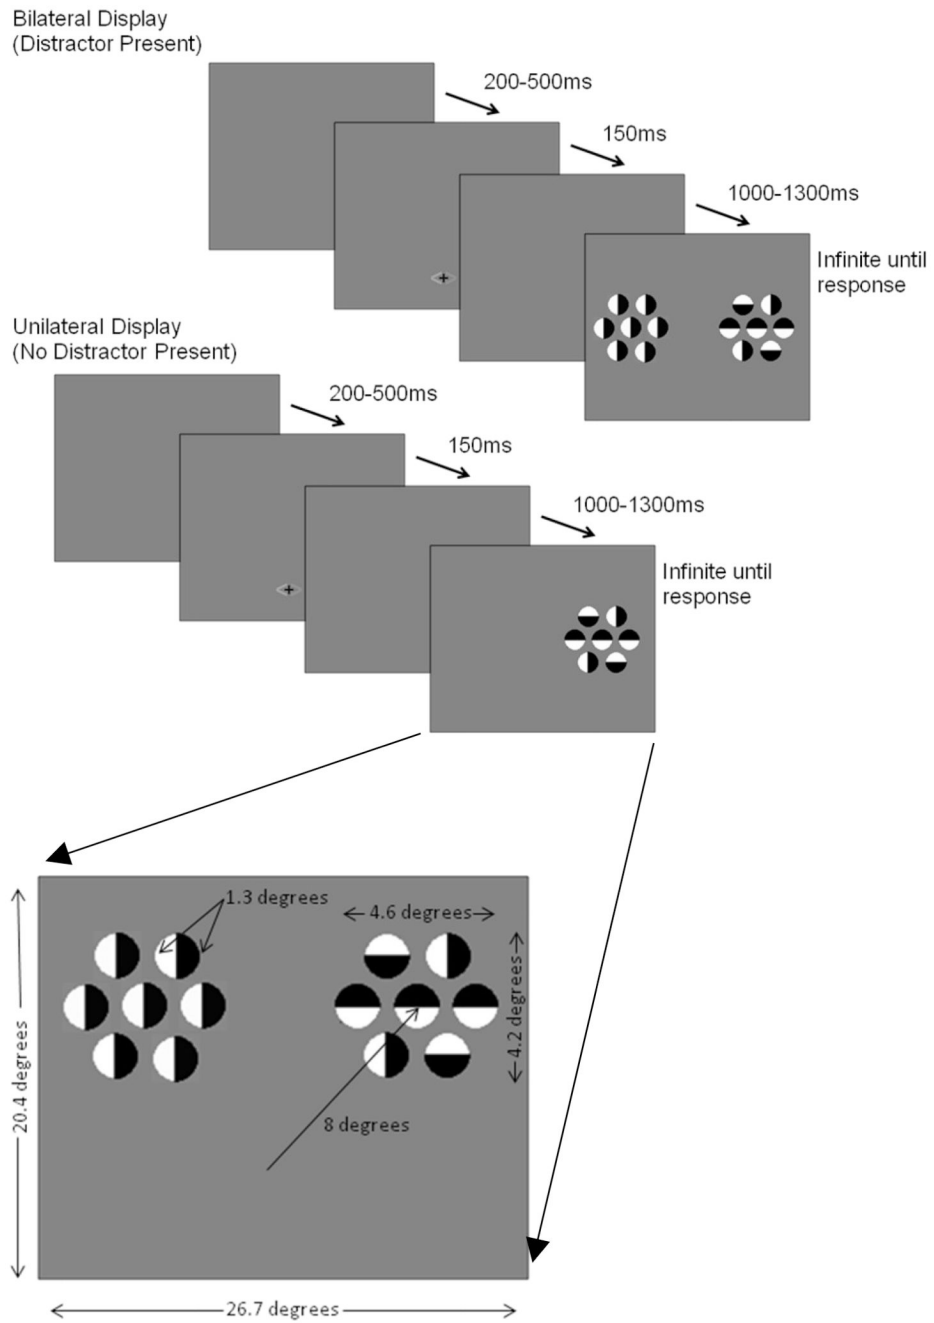 Bilateral Display
(Distractor Present)
200-500ms
150ms
1000-1300ms
Infinite until
response
Unilateral Display
(No Distractor Present)
200-500ms
150ms
1000-1300ms
Infinite until
response
1.3 degrees
4.6 degrees
4.2 degrees
20.4 degrees
8 degrees
26.7 degrees